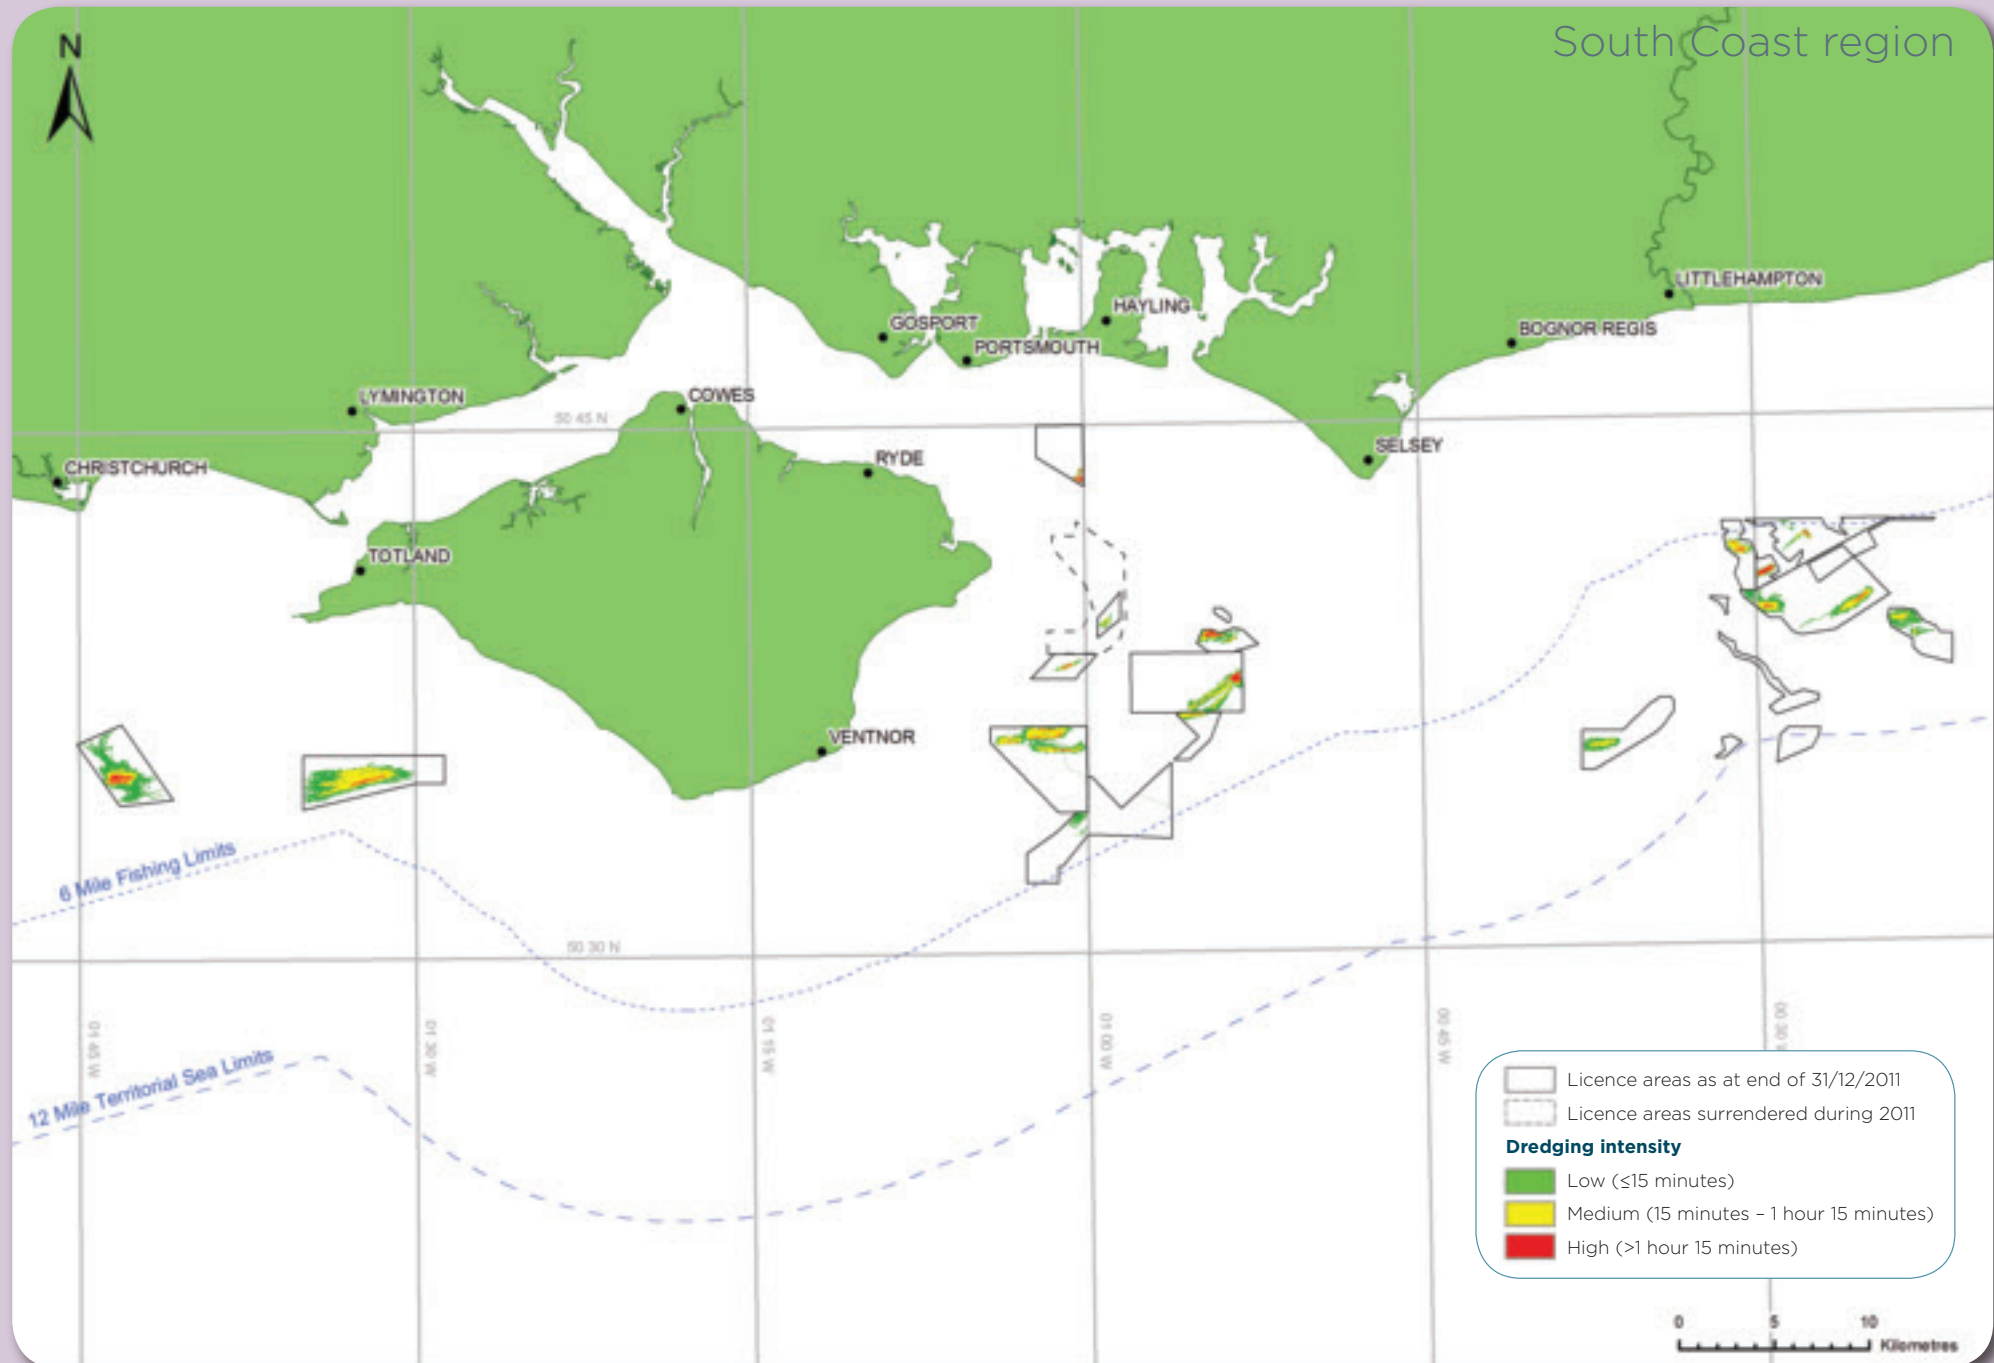 South Coast region
N
LITTLEHAMPTON
HAYLING
GOSPORT
BOGNOR REGIS
PORTSMOUTH
LYMINGTON
COWES
50 45 N
SELSEY
RYDE
CHRISTCHURCH
TOTLAND
VENTNOR
6 Mile Fishing Limits
50 30 N
01 45 W
01 30 W
01 15 W
01 00 W
00 45 W
00 30 W
12 Mile Territorial Sea Limits
Licence areas as at end of 31/12/2011
Licence areas surrendered during 2011
Dredging intensity
Low (≤15 minutes)
Medium (15 minutes – 1 hour 15 minutes)
High (>1 hour 15 minutes)
0 5 10
Kilometres